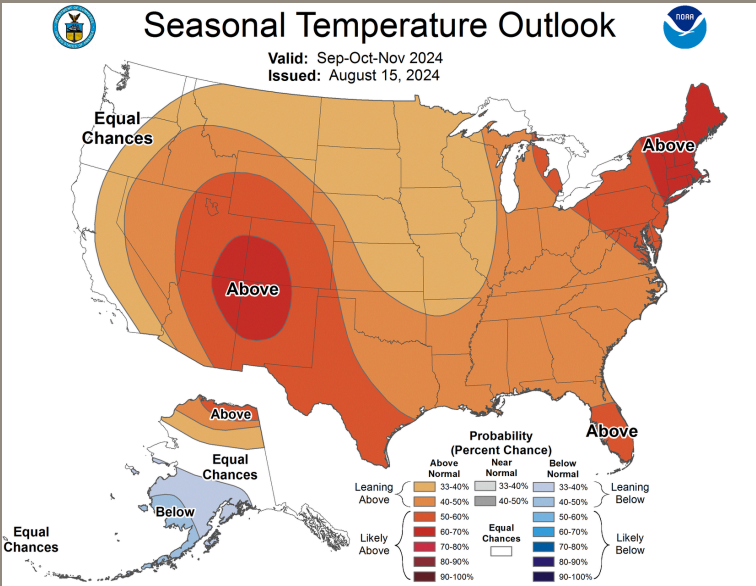 Seasonal Temperature Outlook
NOAA
Valid: Sep-Oct-Nov 2024
Issued: August 15, 2024
Equal
Chances
Above
Above
Above
Above
Equal
Chances
Below
Equal
Chances
Probability
(Percent Chance)
Above
Normal
Near
Normal
Below
Normal
Leaning
Above
33-40%
40-50%
33-40%
40-50%
33-40%
40-50%
Leaning
Below
Likely
Above
50-60%
60-70%
70-80%
80-90%
90-100%
Equal
Chances
50-60%
60-70%
70-80%
80-90%
90-100%
Likely
Below